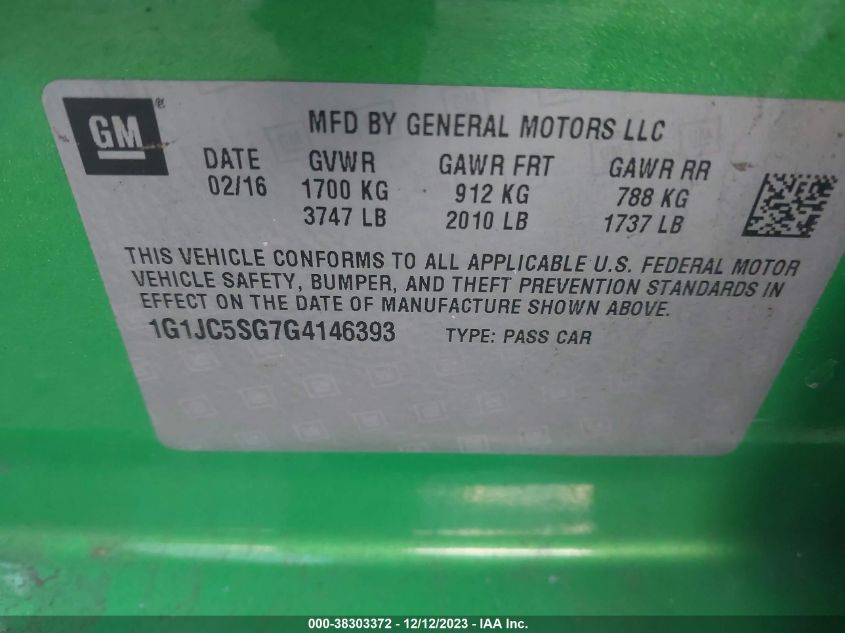 GM®
MFD BY GENERAL MOTORS LLC
DATE GVWR GAWR FRT GAWR RR
02/16 1700 KG 912 KG 788 KG
3747 LB 2010 LB 1737 LB
THIS VEHICLE CONFORMS TO ALL APPLICABLE U.S. FEDERAL MOTOR
VEHICLE SAFETY, BUMPER, AND THEFT PREVENTION STANDARDS IN
EFFECT ON THE DATE OF MANUFACTURE SHOWN ABOVE.
1G1JC5SG7G4146393 TYPE: PASS CAR
000-38303372 - 12/12/2023 - IAA Inc.